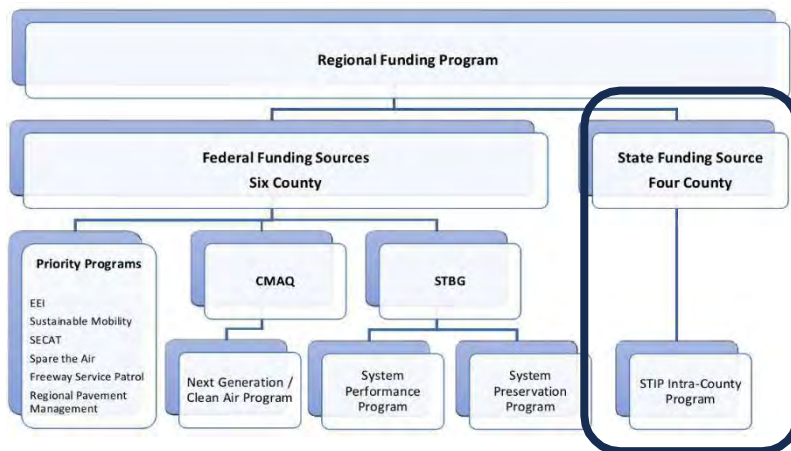 Regional Funding Program
Federal Funding Sources
Six County
State Funding Source
Four County
Priority Programs
EEI
Sustainable Mobility
SECAT
Spare the Air
Freeway Service Patrol
Regional Pavement
Management
CMAQ
STBG
Next Generation /
Clean Air Program
System
Performance
Program
System
Preservation
Program
STIP Intra-County
Program